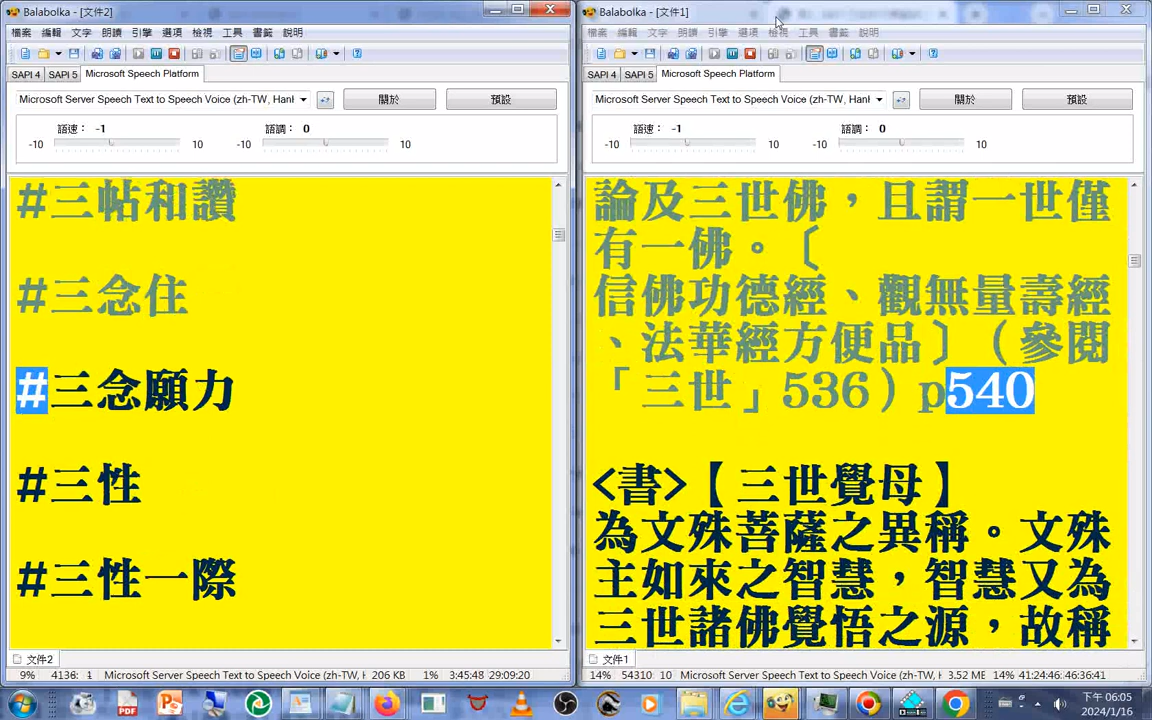 Balabolka - [文件2]
檔案 編輯 文字 朗讀 引擎 選項 檢視 工具 書籤 說明
SAPI 4 SAPI 5 Microsoft Speech Platform
Microsoft Server Speech Text to Speech Voice (zh-TW, Hanl
關於 預設
語速： -1 語調： 0
-10 10 -10 10
#三帖和讚
#三念住
#三念願力
#三性
#三性一際
文件2
9% 4136: 1 Microsoft Server Speech Text to Speech Voice (zh-TW, H 206 KB 1% 3:45:48 29:09:20
Balabolka - [文件1]
檔案 編輯 文字 朗讀 引擎 選項 檢視 工具 書籤 說明
SAPI 4 SAPI 5 Microsoft Speech Platform
Microsoft Server Speech Text to Speech Voice (zh-TW, Hanl
關於 預設
語速： -1 語調： 0
-10 10 -10 10
論及三世佛，且謂一世僅
有一佛。〔
信佛功德經、觀無量壽經
、法華經方便品〕（參閱
「三世」536）p540
<書>【三世覺母】
為文殊菩薩之異稱。文殊
主如來之智慧，智慧又為
三世諸佛覺悟之源，故稱
文件1
14% 54310: 10 Microsoft Server Speech Text to Speech Voice (zh-TW, H 3.52 MB 14% 41:24:46:46:36:41
下午 06:05
2024/1/16